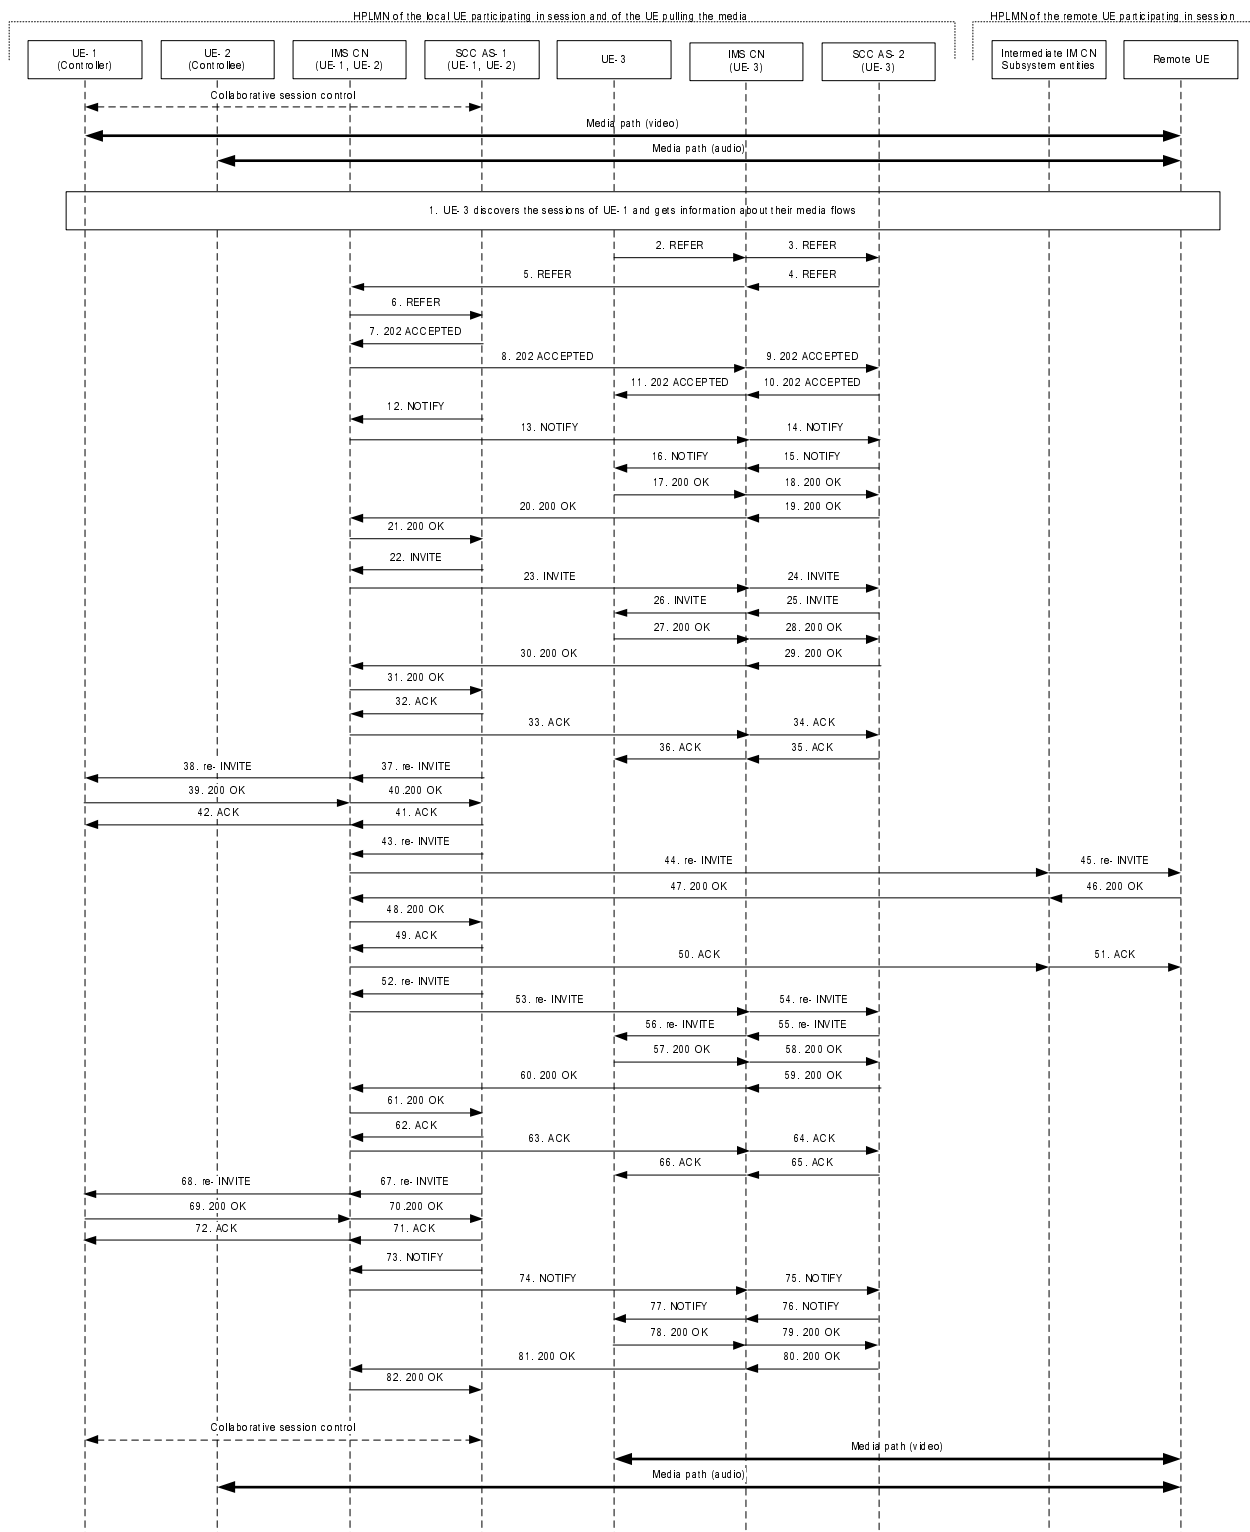 HPLMN of the local UE participating in session and of the UE pulling the media
HPLMN of the remote UE participating in session
UE-1
(Controller)
UE-2
(Controllee)
IMS CN
(UE-1, UE-2)
SCC AS-1
(UE-1, UE-2)
UE-3
IMS CN
(UE-3)
SCC AS-2
(UE-3)
Intermediate IM CN
Subsystem entities
Remote UE
Collaborative session control
Media path (video)
Media path (audio)
1. UE-3 discovers the sessions of UE-1 and gets information about their media flows
2. REFER
3. REFER
5. REFER
4. REFER
6. REFER
7. 202 ACCEPTED
8. 202 ACCEPTED
9. 202 ACCEPTED
11. 202 ACCEPTED
10. 202 ACCEPTED
12. NOTIFY
13. NOTIFY
14. NOTIFY
16. NOTIFY
15. NOTIFY
17. 200 OK
18. 200 OK
20. 200 OK
19. 200 OK
21. 200 OK
22. INVITE
23. INVITE
24. INVITE
26. INVITE
25. INVITE
27. 200 OK
28. 200 OK
30. 200 OK
29. 200 OK
31. 200 OK
32. ACK
33. ACK
34. ACK
36. ACK
35. ACK
38. re-INVITE
37. re-INVITE
39. 200 OK
40.200 OK
42. ACK
41. ACK
43. re-INVITE
44. re-INVITE
45. re-INVITE
47. 200 OK
46. 200 OK
48. 200 OK
49. ACK
50. ACK
51. ACK
52. re-INVITE
53. re-INVITE
54. re-INVITE
56. re-INVITE
55. re-INVITE
57. 200 OK
58. 200 OK
60. 200 OK
59. 200 OK
61. 200 OK
62. ACK
63. ACK
64. ACK
66. ACK
65. ACK
68. re-INVITE
67. re-INVITE
69. 200 OK
70.200 OK
72. ACK
71. ACK
73. NOTIFY
74. NOTIFY
75. NOTIFY
77. NOTIFY
76. NOTIFY
78. 200 OK
79. 200 OK
81. 200 OK
80. 200 OK
82. 200 OK
Collaborative session control
Media path (video)
Media path (audio)